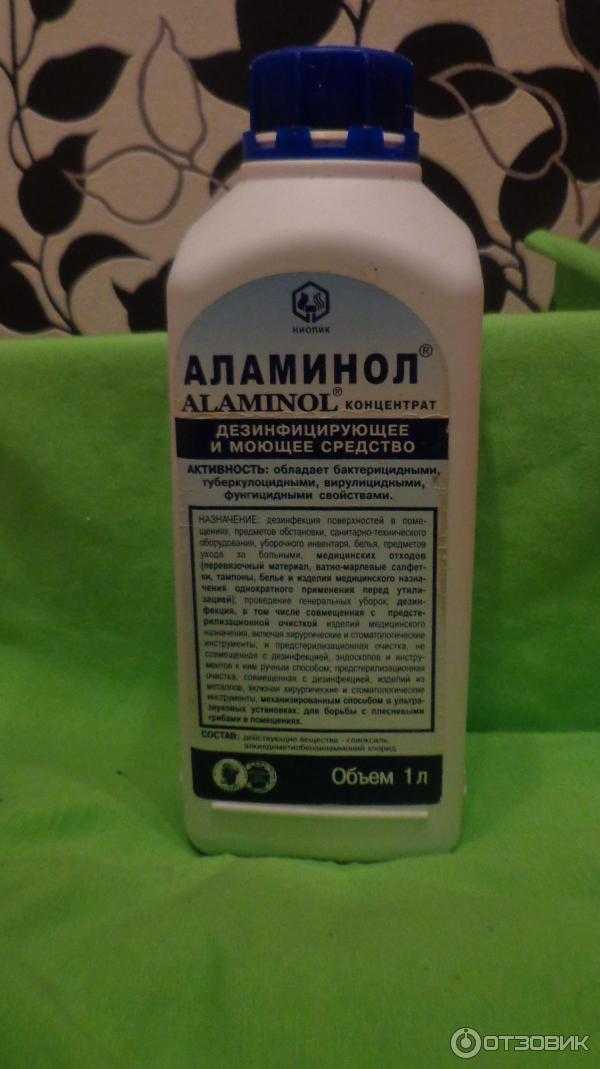 НИОПИК
АЛАМИНОЛ®
ALAMINOL® КОНЦЕНТРАТ
ДЕЗИНФИЦИРУЮЩЕЕ
И МОЮЩЕЕ СРЕДСТВО
АКТИВНОСТЬ: обладает бактерицидными,
туберкулоцидными, вирулицидными,
фунгицидными свойствами.
НАЗНАЧЕНИЕ: дезинфекция поверхностей в поме-
щениях, предметов обстановки, санитарно-технического
оборудования, уборочного инвентаря, белья, предметов
ухода за больными, медицинских отходов
(перевязочный материал, ватно-марлевые салфет-
ки, тампоны, белье и изделия медицинского назна-
чения однократного применения перед утили-
зацией); проведение генеральных уборок; дезин-
фекция, в том числе совмещенная с предсте-
рилизационной очисткой изделий медицинского
назначения, включая хирургические и стоматологические
инструменты, и предстерилизационная очистка, не
совмещенная с дезинфекцией, эндоскопов и инстру-
ментов к ним ручным способом; предстерилизационная
очистка, совмещенная с дезинфекцией, изделий из
металлов, включая хирургические и стоматологические
инструменты, механизированным способом в ультра-
звуковых установках; для борьбы с плесневыми
грибами в помещениях.
СОСТАВ: действующие вещества - глиоксаль,
алкилдиметилбензиламмоний хлорид
Объем 1 л
ОТЗОВИК